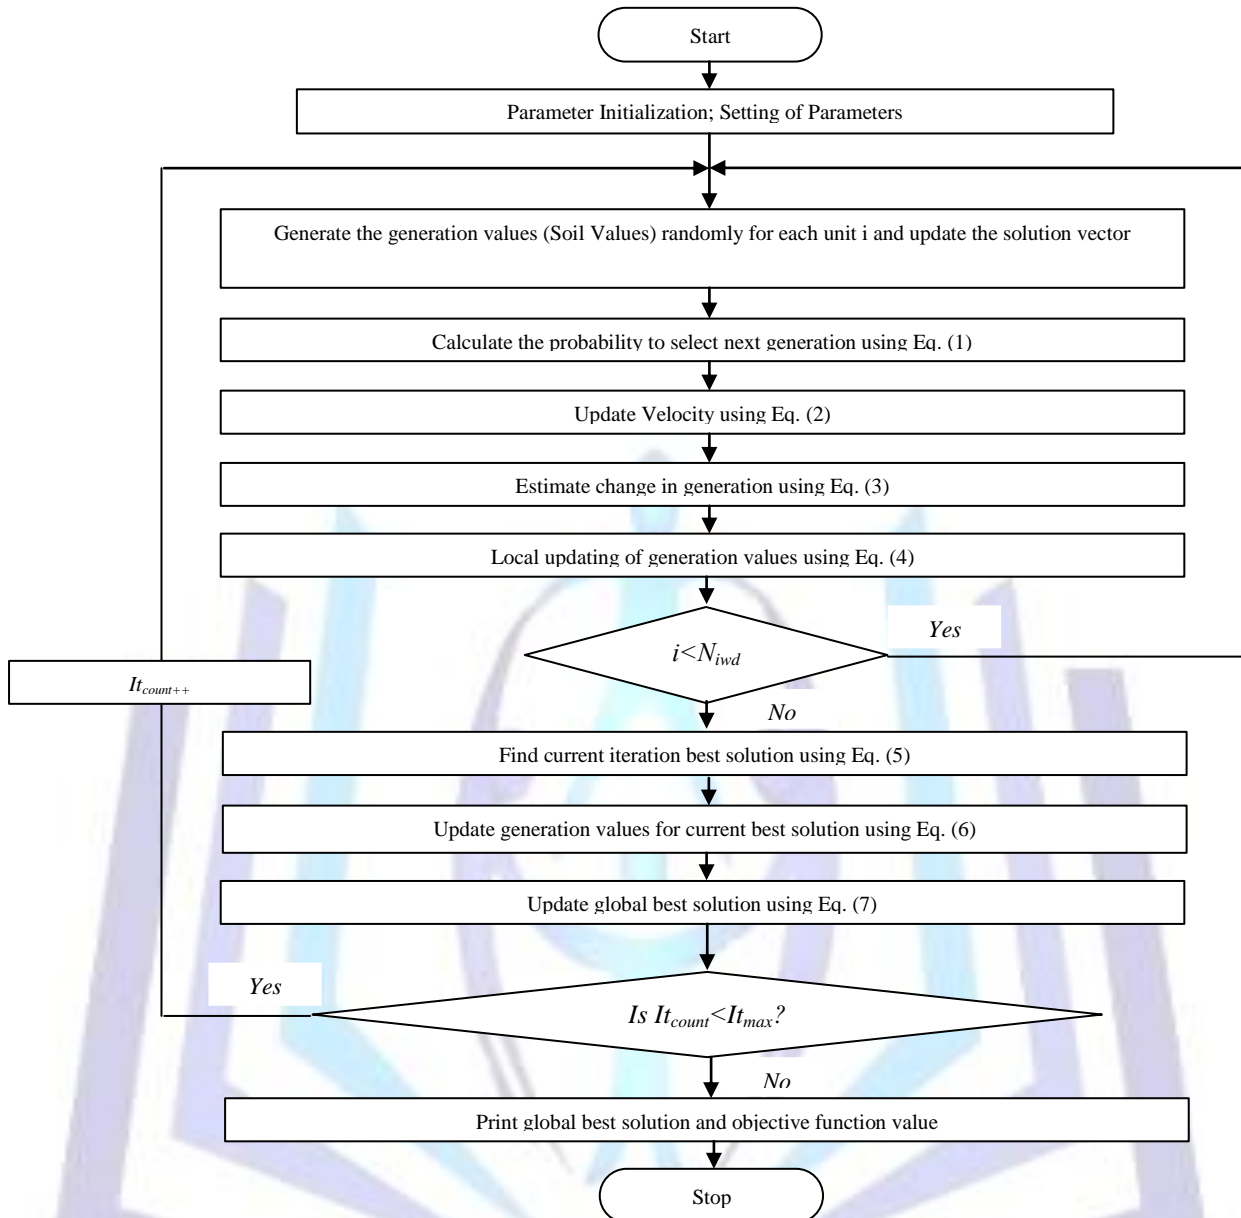 Start
Parameter Initialization; Setting of Parameters
Generate the generation values (Soil Values) randomly for each unit i and update the solution vector
Calculate the probability to select next generation using Eq. (1)
Update Velocity using Eq. (2)
Estimate change in generation using Eq. (3)
Local updating of generation values using Eq. (4)
i<N_iwd
Yes
It_count++
No
Find current iteration best solution using Eq. (5)
Update generation values for current best solution using Eq. (6)
Update global best solution using Eq. (7)
Yes
Is It_count<It_max?
No
Print global best solution and objective function value
Stop